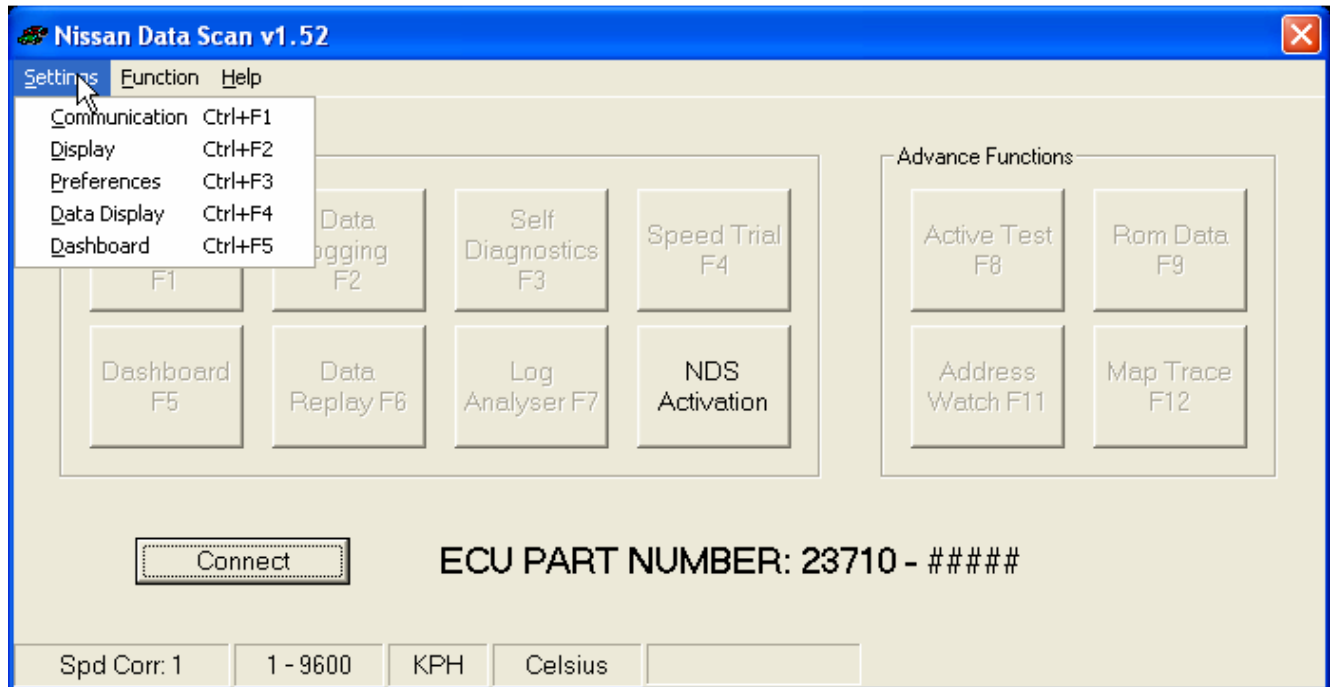 Nissan Data Scan v1.52
Settings Function Help
Communication Ctrl+F1
Display Ctrl+F2
Preferences Ctrl+F3
Data Display Ctrl+F4
Dashboard Ctrl+F5
F1
Data
Logging
F2
Self
Diagnostics
F3
Speed Trial
F4
Advance Functions
Active Test
F8
Rom Data
F9
Dashboard
F5
Data
Replay F6
Log
Analyser F7
NDS
Activation
Address
Watch F11
Map Trace
F12
Connect
ECU PART NUMBER: 23710 - #####
Spd Corr: 1
1 - 9600
KPH
Celsius